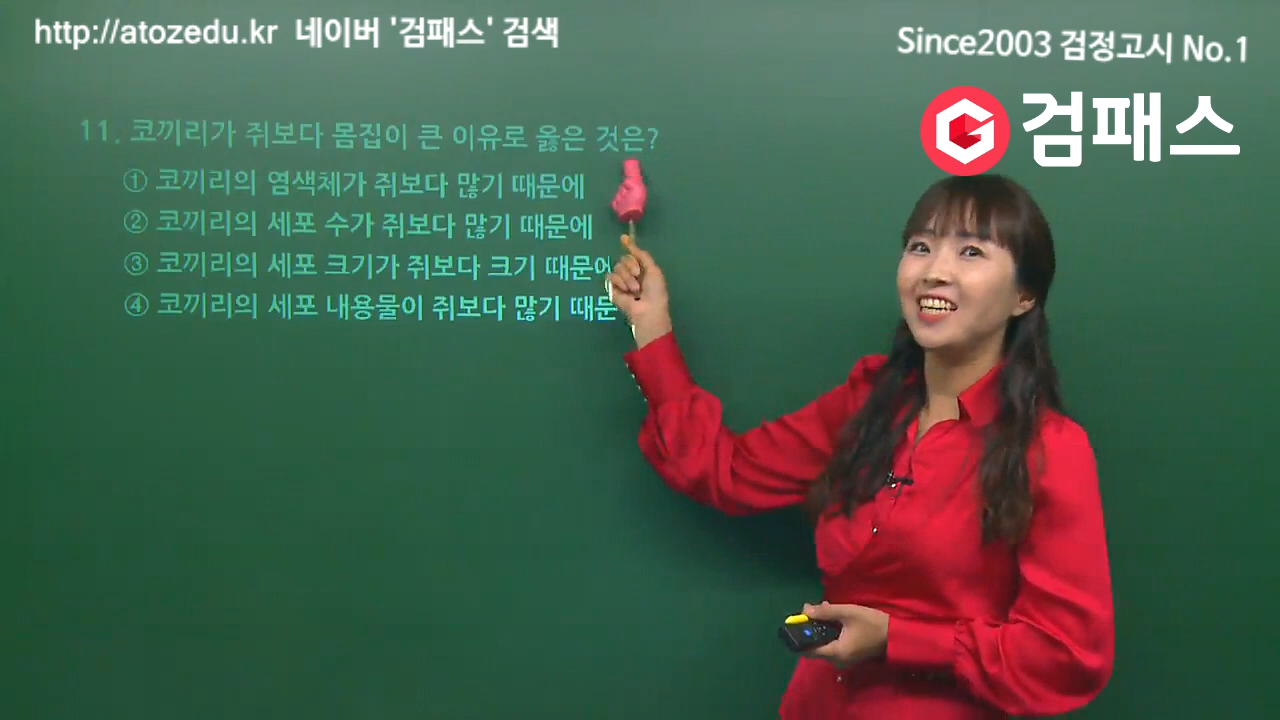 http://atozedu.kr 네이버 '검패스' 검색
Since2003 검정고시 No.1
검패스
11. 코끼리가 쥐보다 몸집이 큰 이유로 옳은 것은?
① 코끼리의 염색체가 쥐보다 많기 때문에
② 코끼리의 세포 수가 쥐보다 많기 때문에
③ 코끼리의 세포 크기가 쥐보다 크기 때문에
④ 코끼리의 세포 내용물이 쥐보다 많기 때문